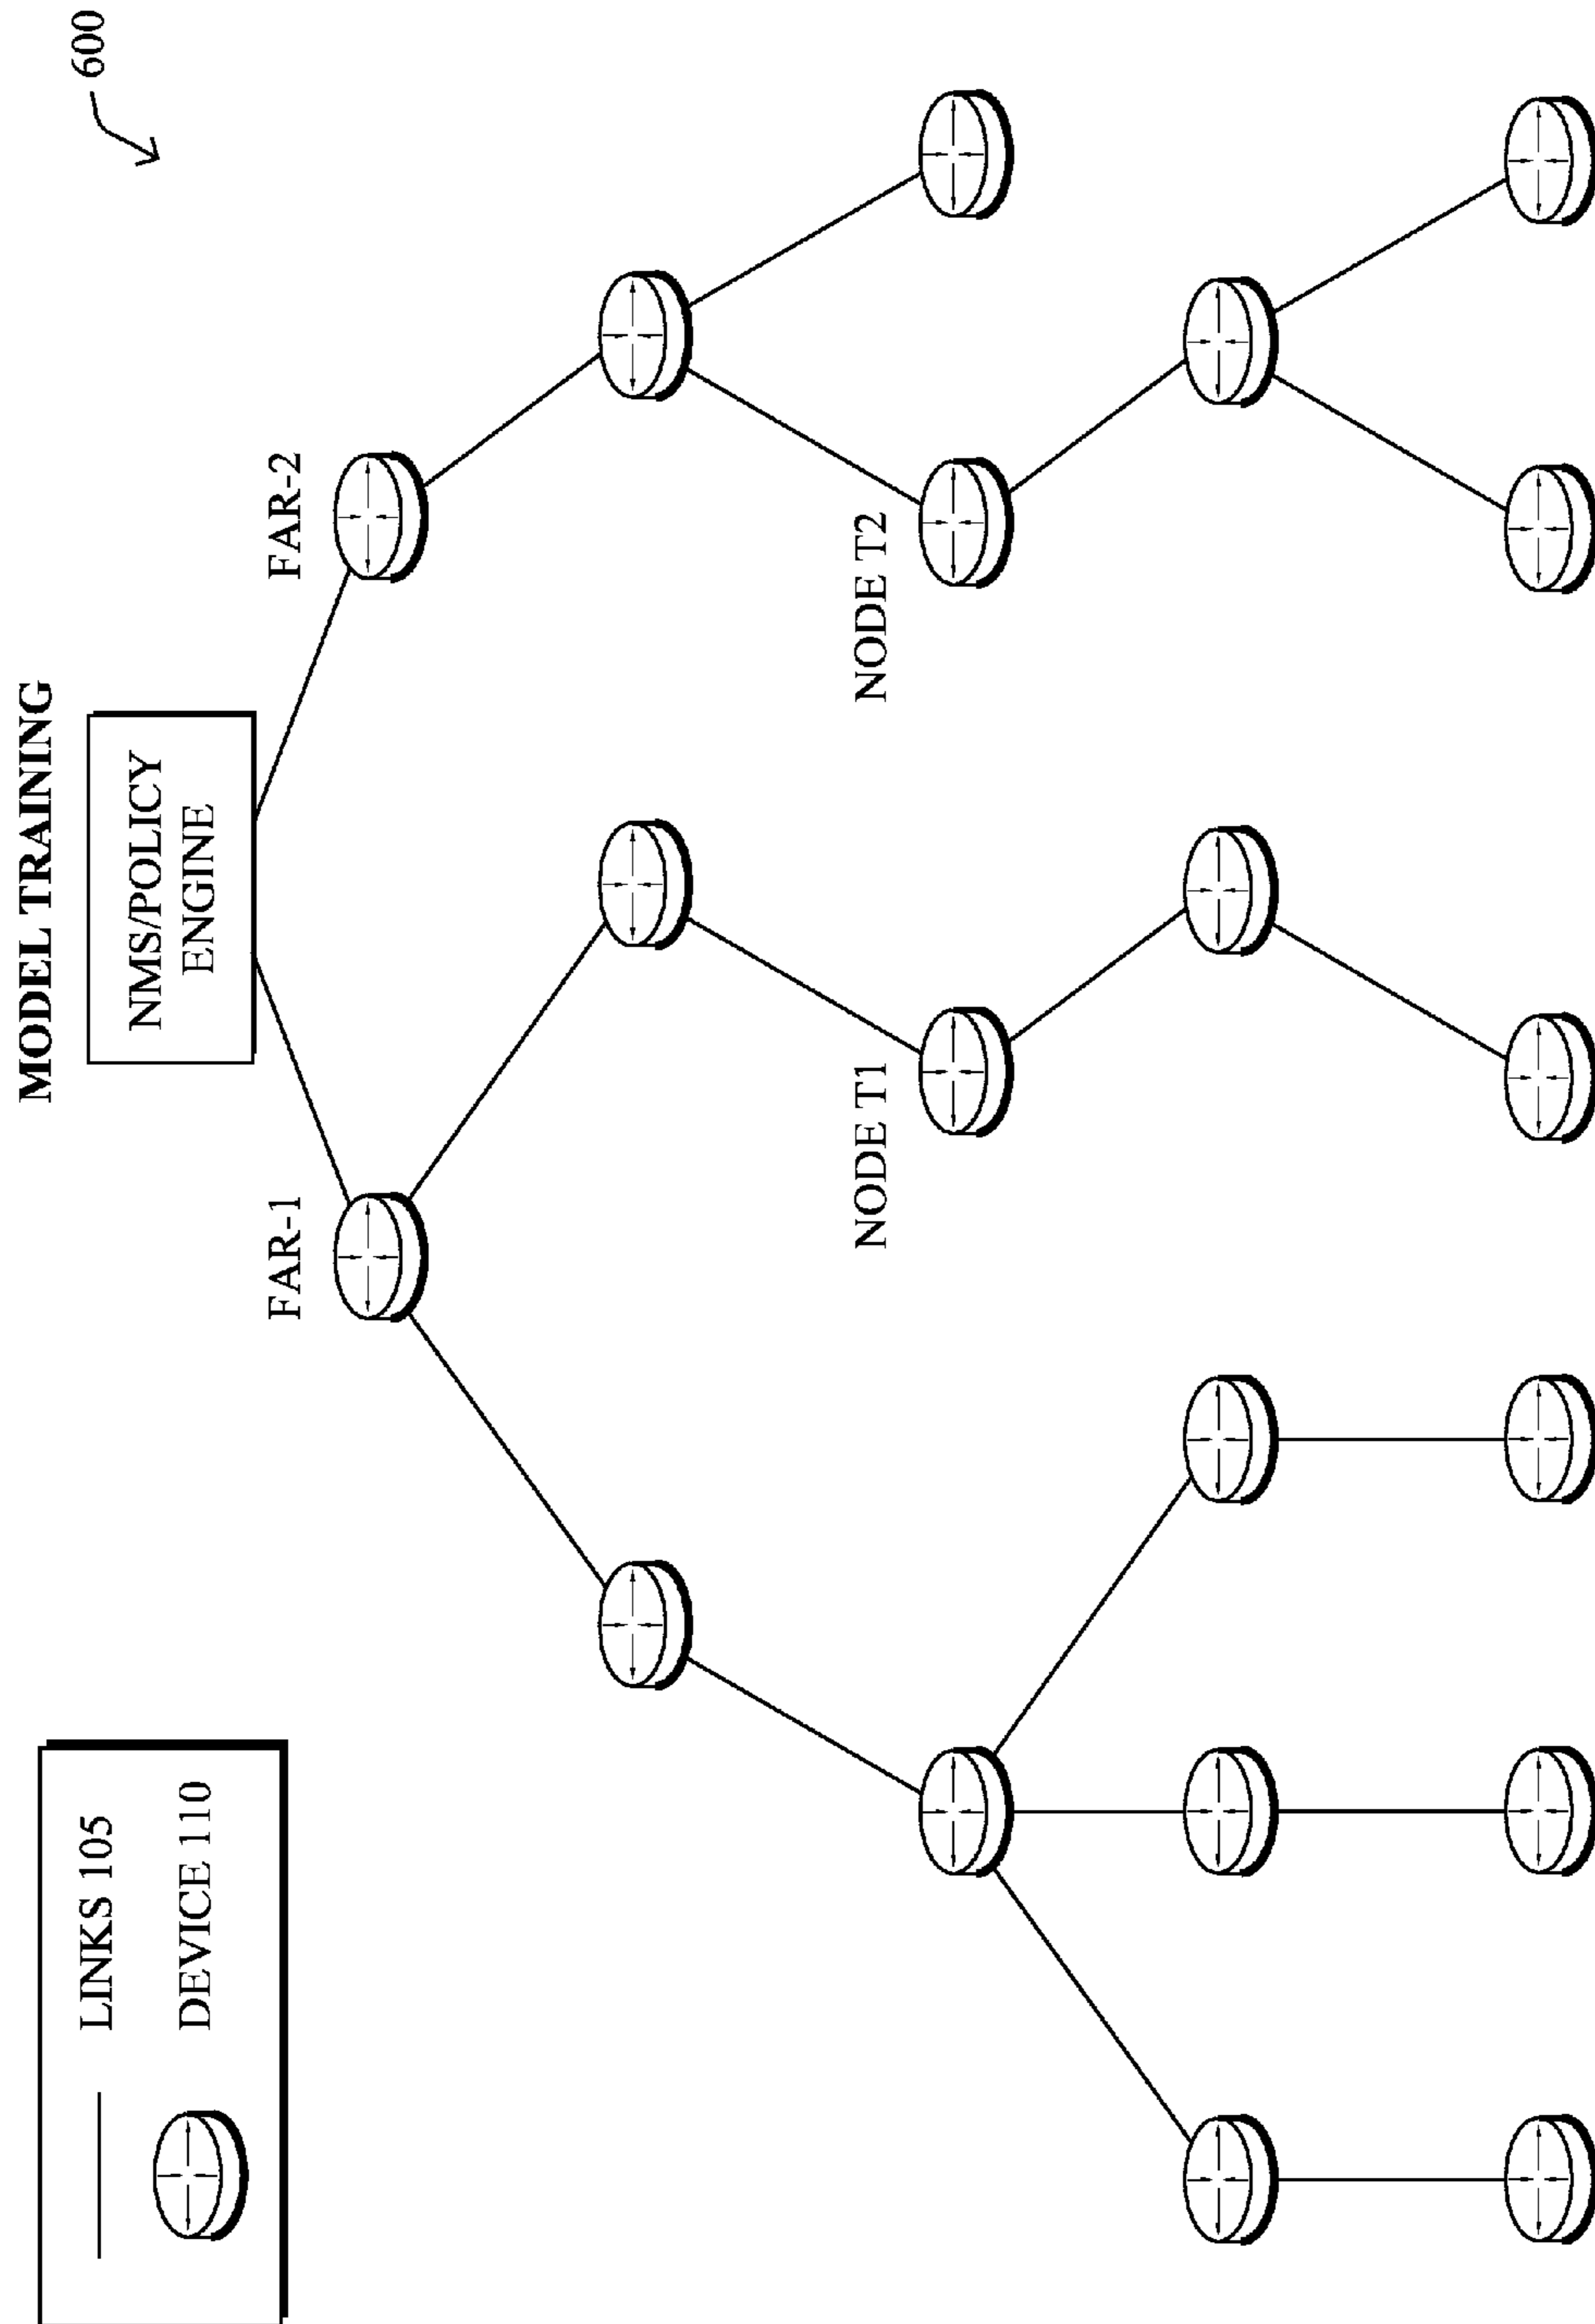 MODEL TRAINING
600
LINKS 105
DEVICE 110
NMS/POLICY
ENGINE
FAR-1
FAR-2
NODE T1
NODE T2